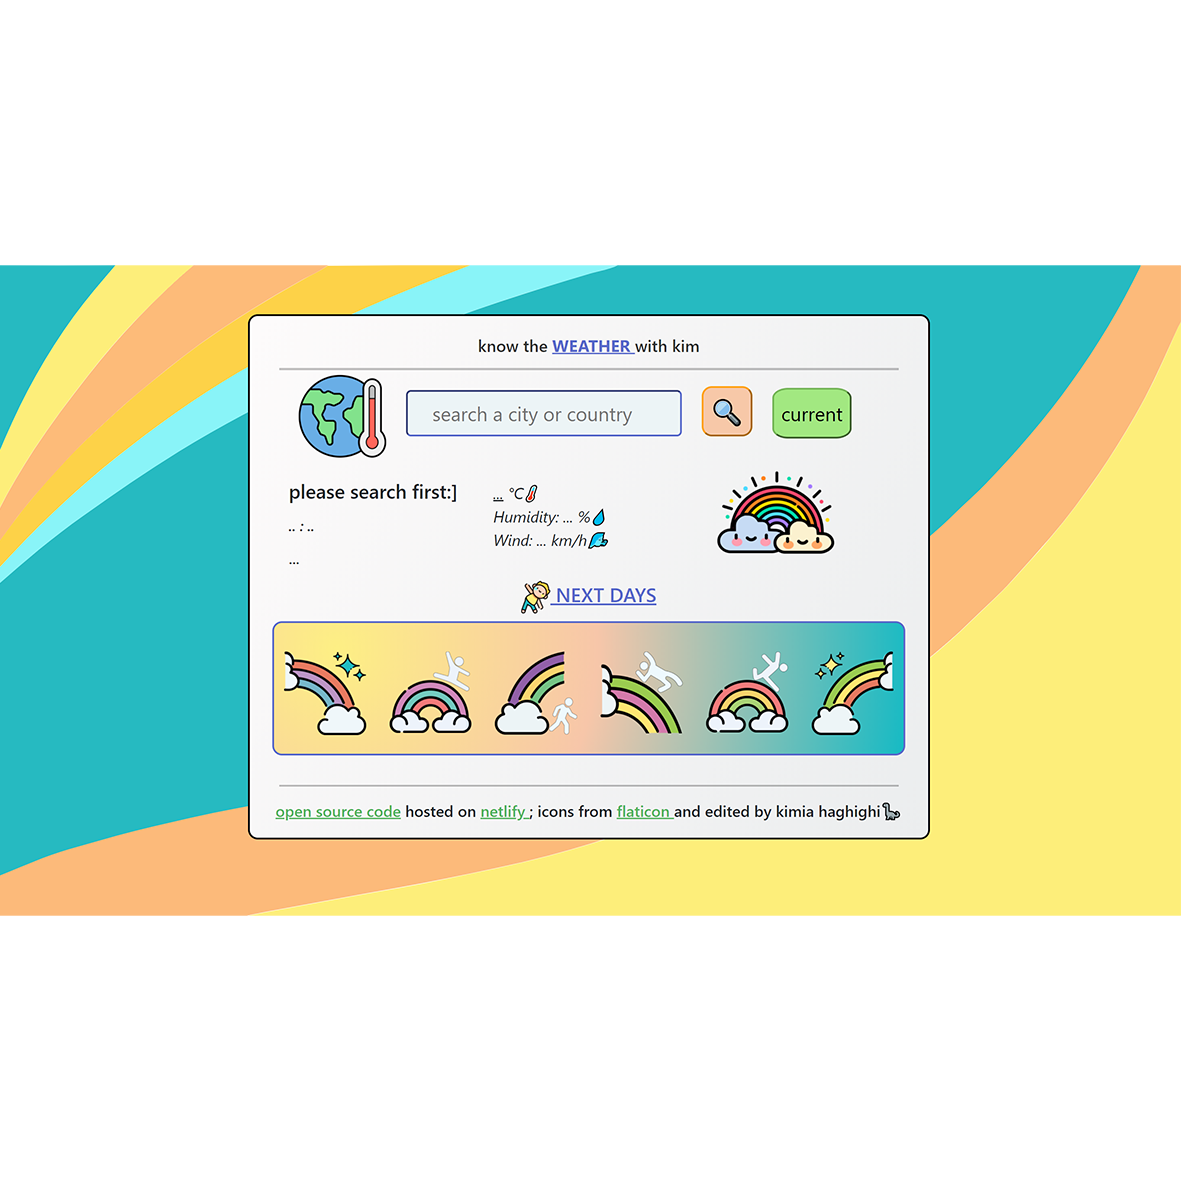 know the WEATHER with kim
search a city or country
current
please search first:]
.. : ..
...
... °C
Humidity: ... %
Wind: ... km/h
NEXT DAYS
open source code hosted on netlify ; icons from flaticon and edited by kimia haghighi